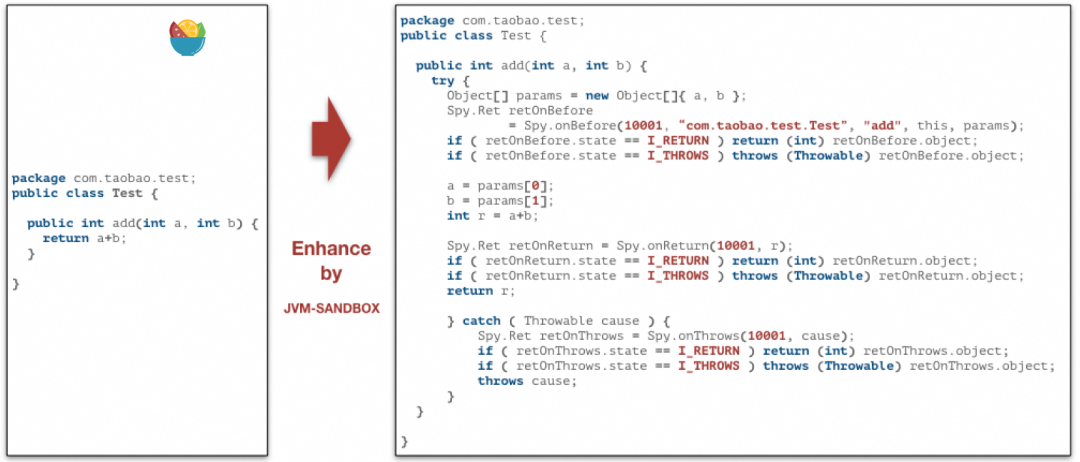 package com.taobao.test;
public class Test {
public int add(int a, int b) {
return a+b;
}
}
Enhance
by
JVM-SANDBOX
package com.taobao.test;
public class Test {
public int add(int a, int b) {
try {
Object[] params = new Object[]{ a, b };
Spy.Ret retOnBefore
= Spy.onBefore(10001, "com.taobao.test.Test", "add", this, params);
if ( retOnBefore.state == I_RETURN ) return (int) retOnBefore.object;
if ( retOnBefore.state == I_THROWS ) throws (Throwable) retOnBefore.object;
a = params[0];
b = params[1];
int r = a+b;
Spy.Ret retOnReturn = Spy.onReturn(10001, r);
if ( retOnReturn.state == I_RETURN ) return (int) retOnReturn.object;
if ( retOnReturn.state == I_THROWS ) throws (Throwable) retOnReturn.object;
return r;
} catch ( Throwable cause ) {
Spy.Ret retOnThrows = Spy.onThrows(10001, cause);
if ( retOnThrows.state == I_RETURN ) return (int) retOnThrows.object;
if ( retOnThrows.state == I_THROWS ) throws (Throwable) retOnThrows.object;
throws cause;
}
}
}